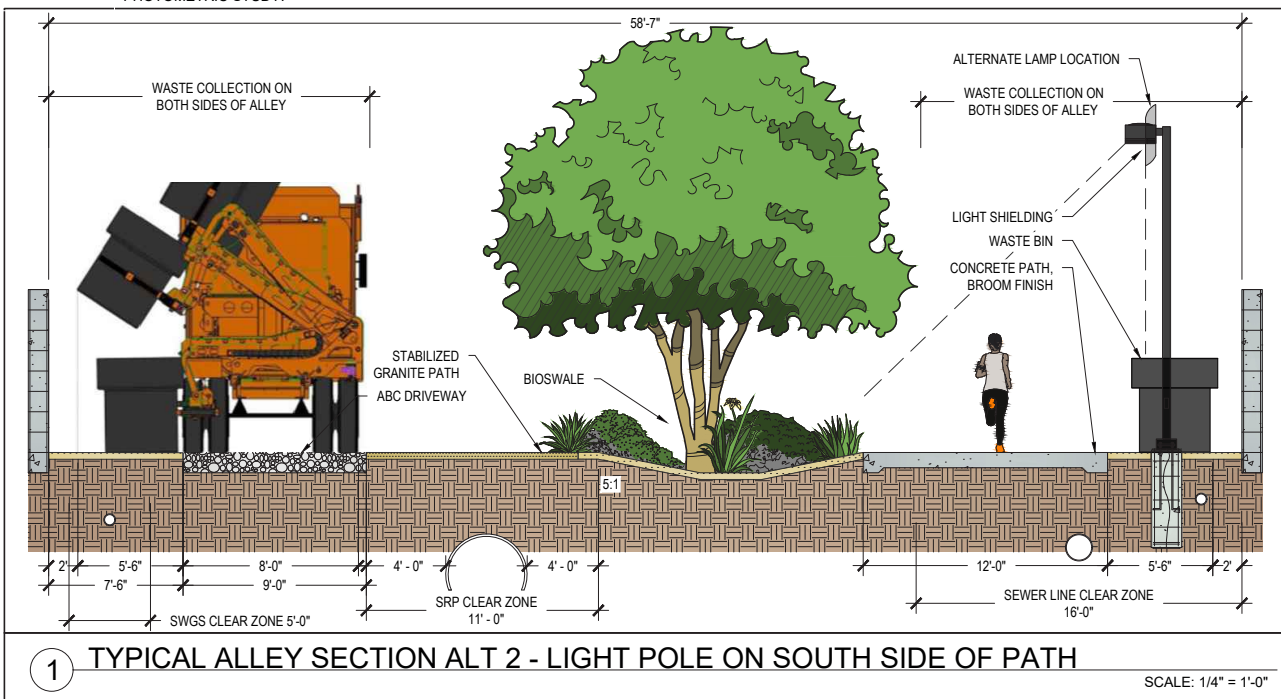 58'-7"
WASTE COLLECTION ON
BOTH SIDES OF ALLEY
ALTERNATE LAMP LOCATION
WASTE COLLECTION ON
BOTH SIDES OF ALLEY
LIGHT SHIELDING
WASTE BIN
CONCRETE PATH,
BROOM FINISH
STABILIZED
GRANITE PATH
ABC DRIVEWAY
BIOSWALE
5:1
2'
5'-6"
8'-0"
4' - 0"
4' - 0"
12'-0"
5'-6"
2'
7'-6"
9'-0"
SRP CLEAR ZONE
11' - 0"
SEWER LINE CLEAR ZONE
16'-0"
SWGS CLEAR ZONE 5'-0"
1
TYPICAL ALLEY SECTION ALT 2 - LIGHT POLE ON SOUTH SIDE OF PATH
SCALE: 1/4" = 1'-0"